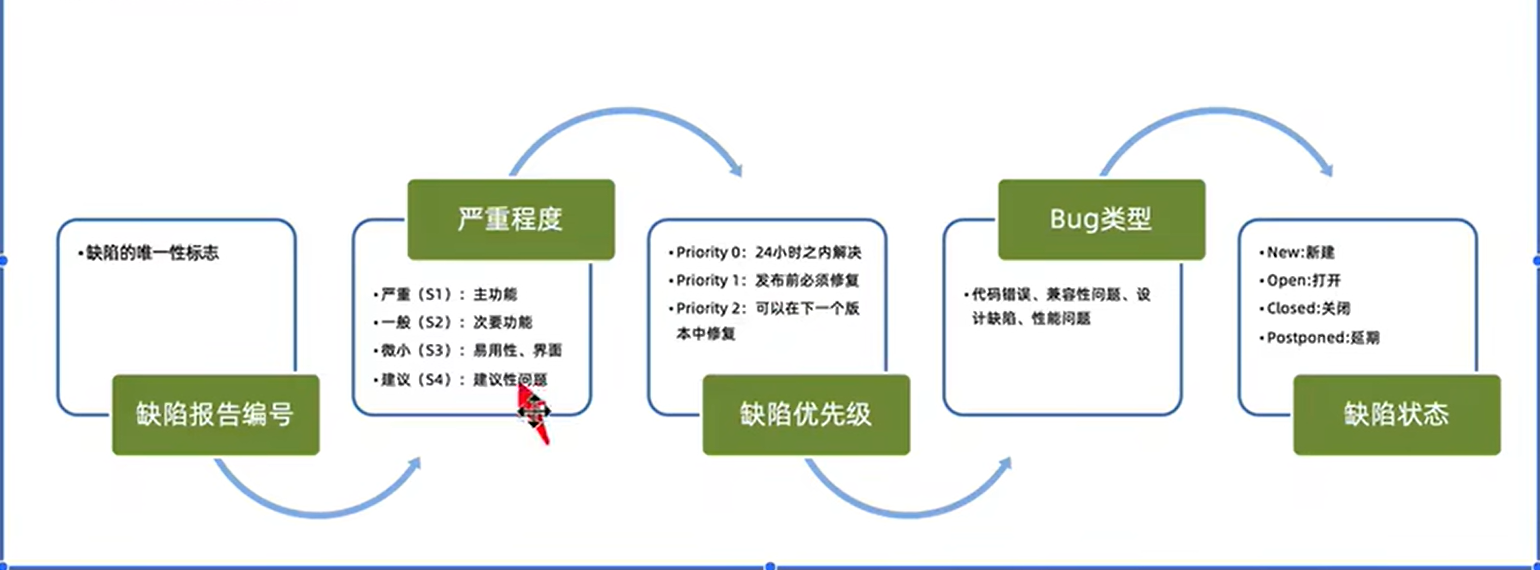 •缺陷的唯一性标志
缺陷报告编号
严重程度
•严重（S1）：主功能
•一般（S2）：次要功能
•微小（S3）：易用性、界面
•建议（S4）：建议性问题
•Priority 0：24小时之内解决
•Priority 1：发布前必须修复
•Priority 2：可以在下一个版
本中修复
缺陷优先级
Bug类型
•代码错误、兼容性问题、设
计缺陷、性能问题
•New:新建
•Open:打开
•Closed:关闭
•Postponed:延期
缺陷状态